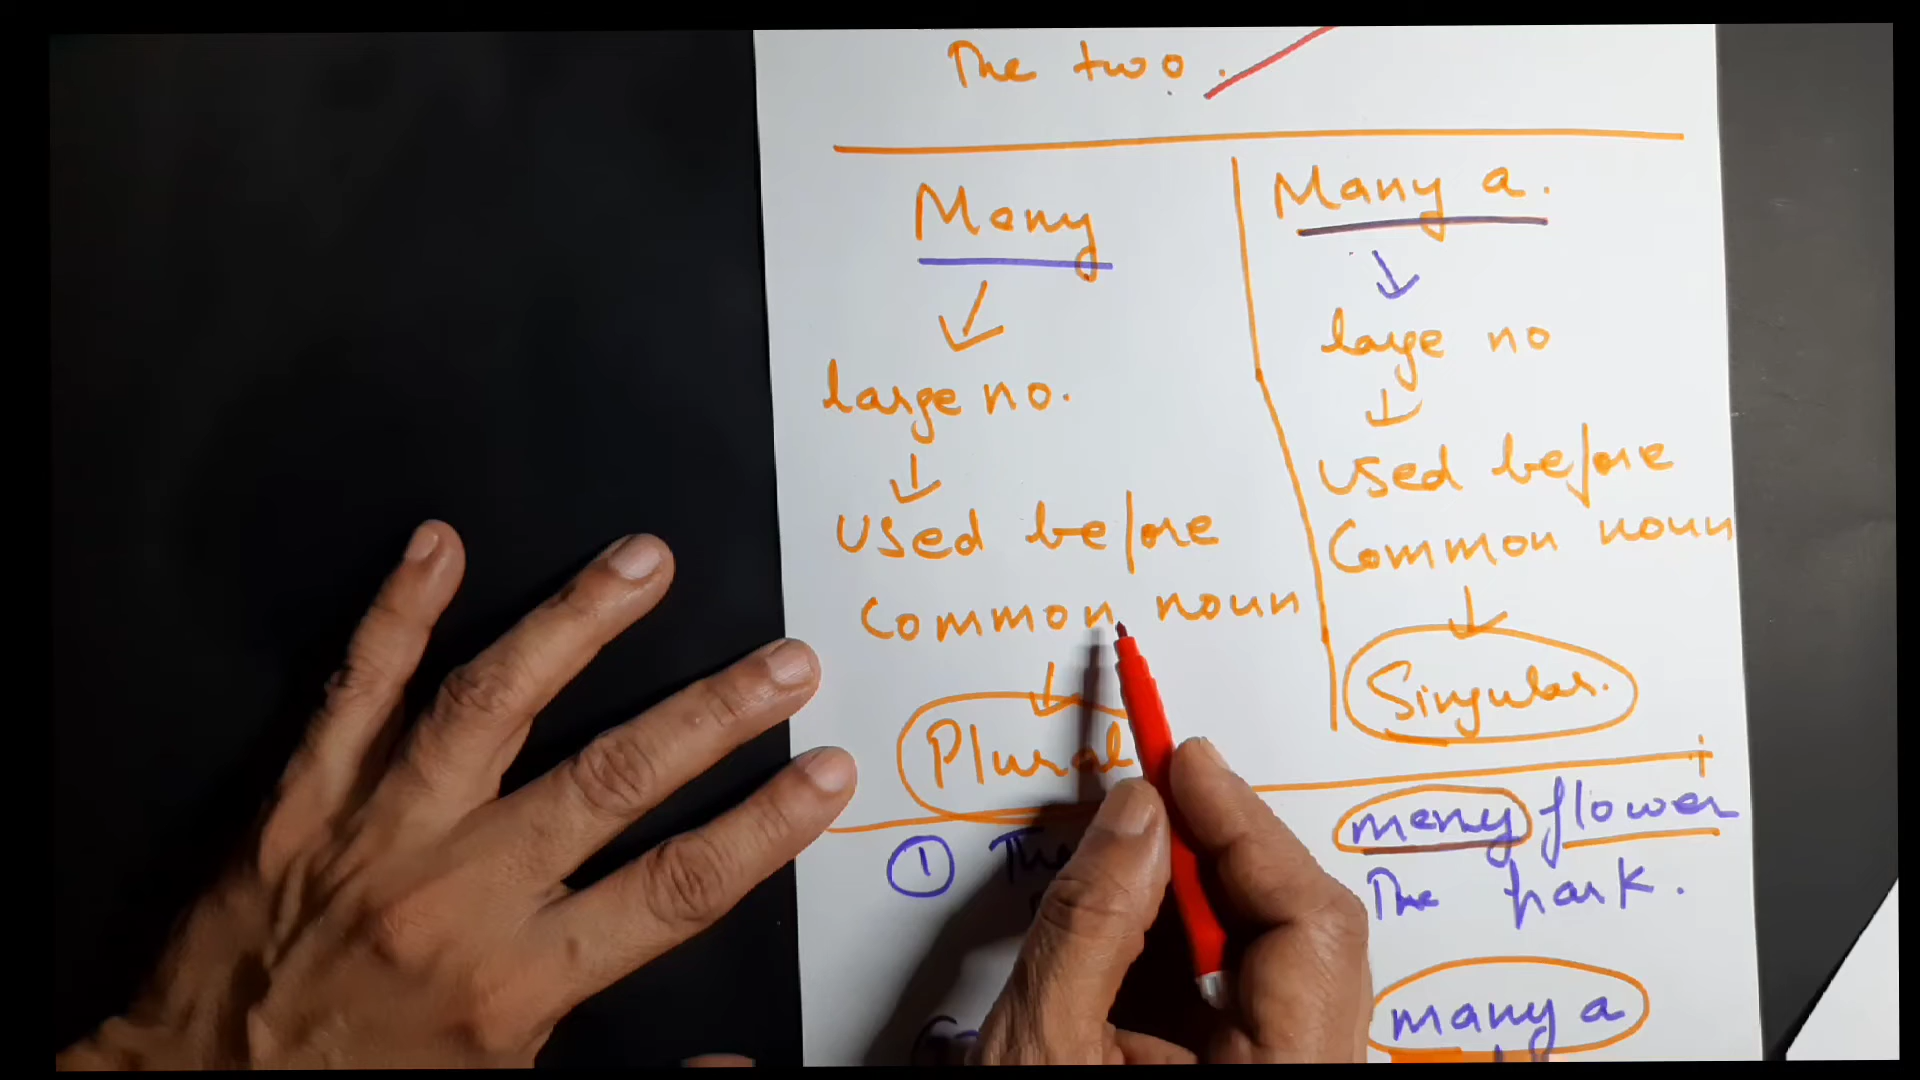 The two.
Many
large no.
used before
Common noun
Plural
Many a.
large no
used before
Common noun
Singular.
1
many flower
The park.
many a